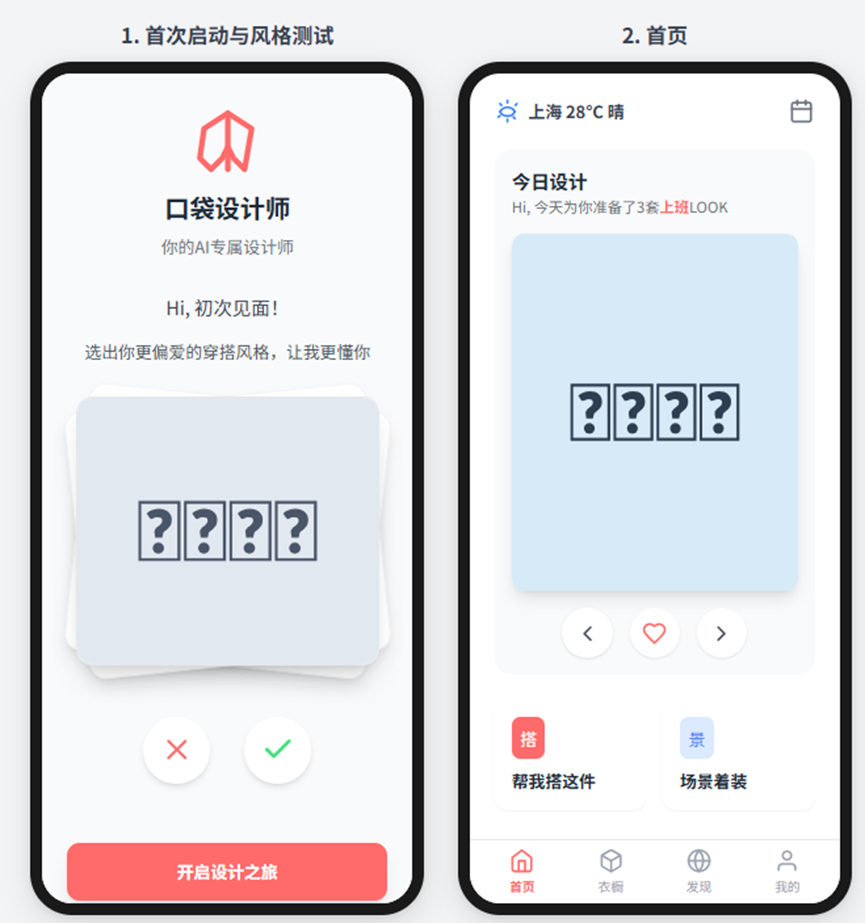 1. 首次启动与风格测试
口袋设计师
你的AI专属设计师
Hi, 初次见面!
选出你更偏爱的穿搭风格，让我更懂你
开启设计之旅
2. 首页
上海 28°C 晴
今日设计
Hi, 今天为你准备了3套上班LOOK
搭
帮我搭这件
景
场景着装
首页
衣橱
发现
我的